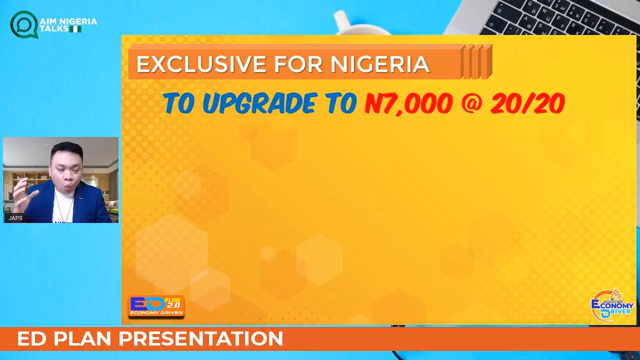 AIM NIGERIA
TALKS
EXCLUSIVE FOR NIGERIA
TO UPGRADE TO N7,000 @ 20/20
JAPS
ED PLAN 2.0
ECONOMY DRIVER
ECONOMY
DRIVER
ED PLAN PRESENTATION